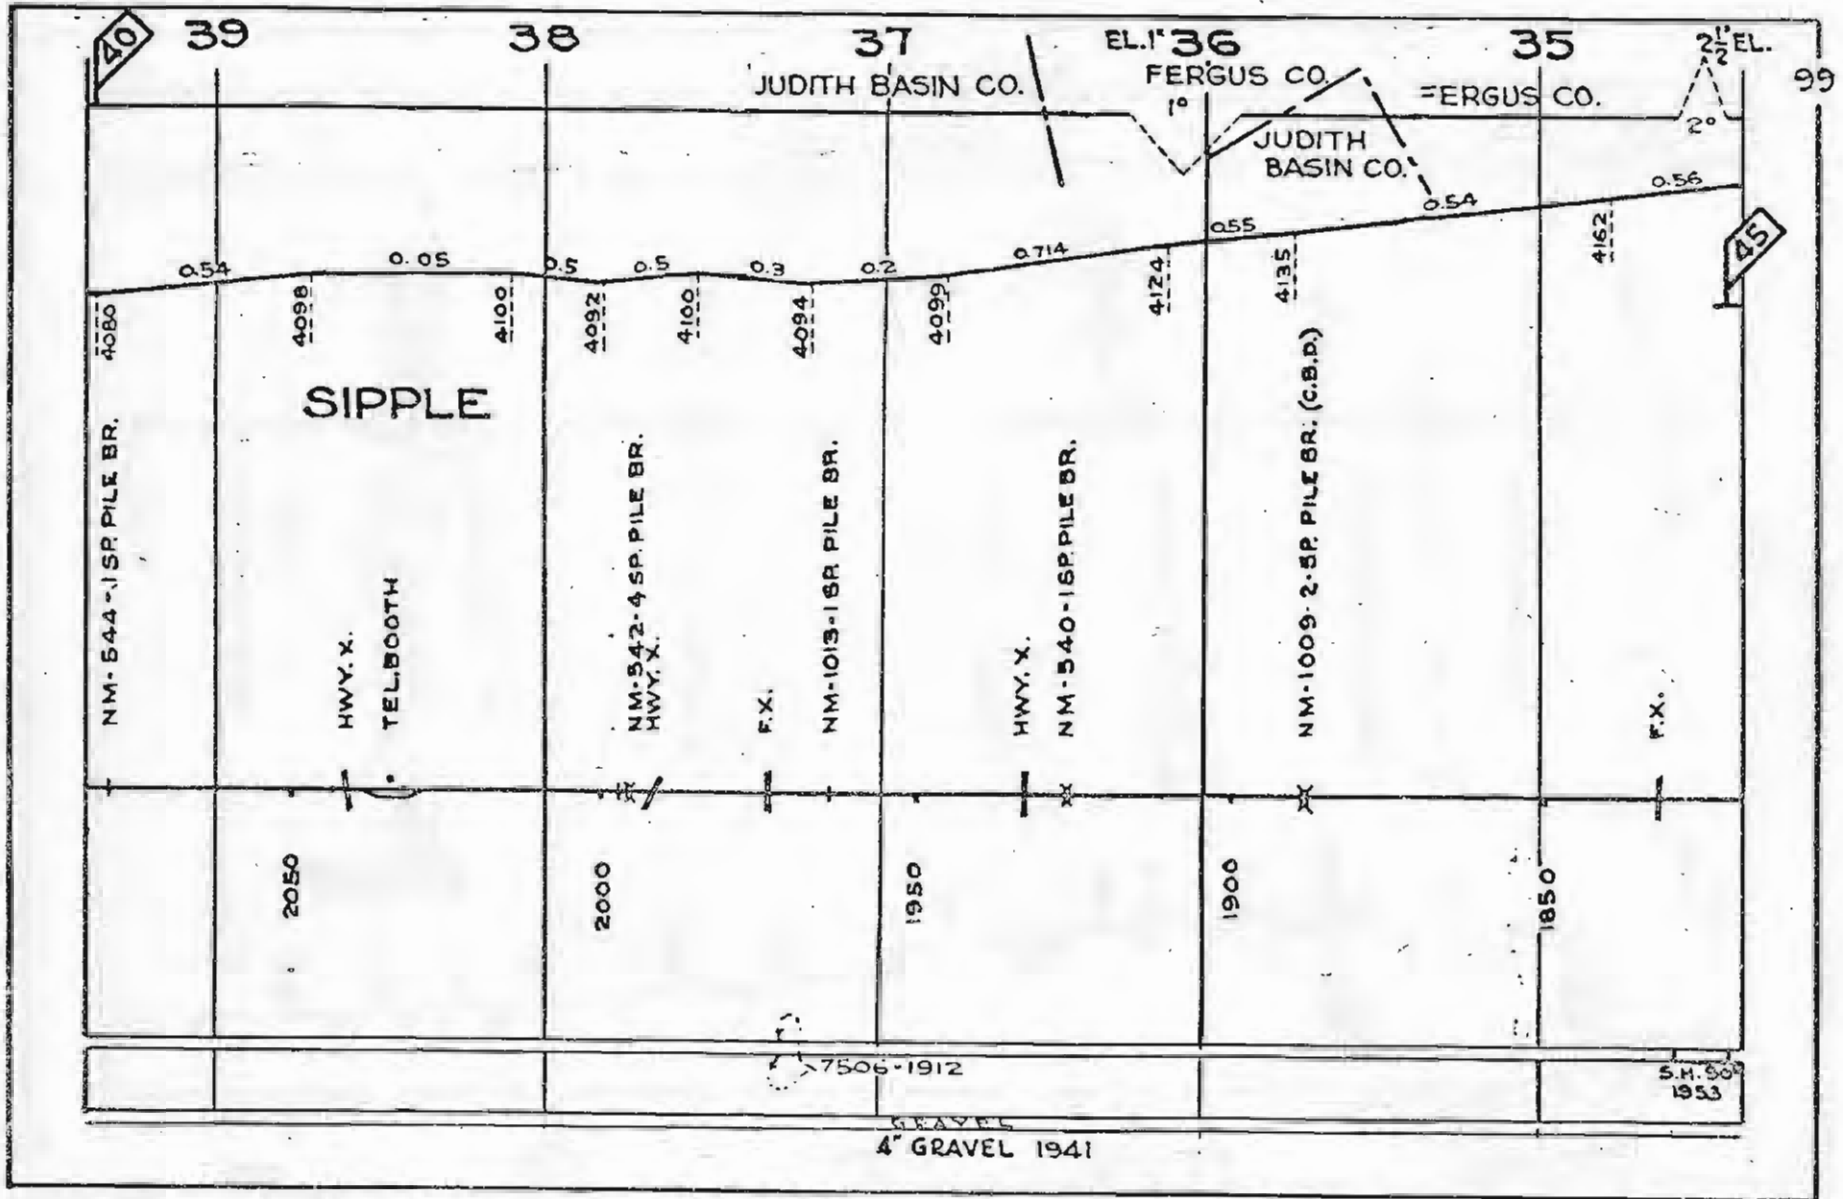 40
39
38
37
EL.1"
36
35
2½" EL.
99
JUDITH BASIN CO.
FERGUS CO.
FERGUS CO.
1°
2°
JUDITH
BASIN CO.
0.54
0.05
0.5
0.5
0.3
0.2
0.714
0.55
0.54
0.56
45
4080
4098
4100
4092
4100
4094
4099
4124
4135
4162
SIPPLE
NM-544-1 SP. PILE BR.
HWY. X.
TEL. BOOTH
NM-542-4 SP. PILE BR.
HWY. X.
F.X.
NM-1013-1 SP. PILE BR.
HWY. X.
NM-540-1 SP. PILE BR.
NM-1009-2-SP. PILE BR. (C.B.D.)
F.X.
2050
2000
1950
1900
1850
7506-1912
S.H. 90#
1953
GRAVEL
4" GRAVEL 1941